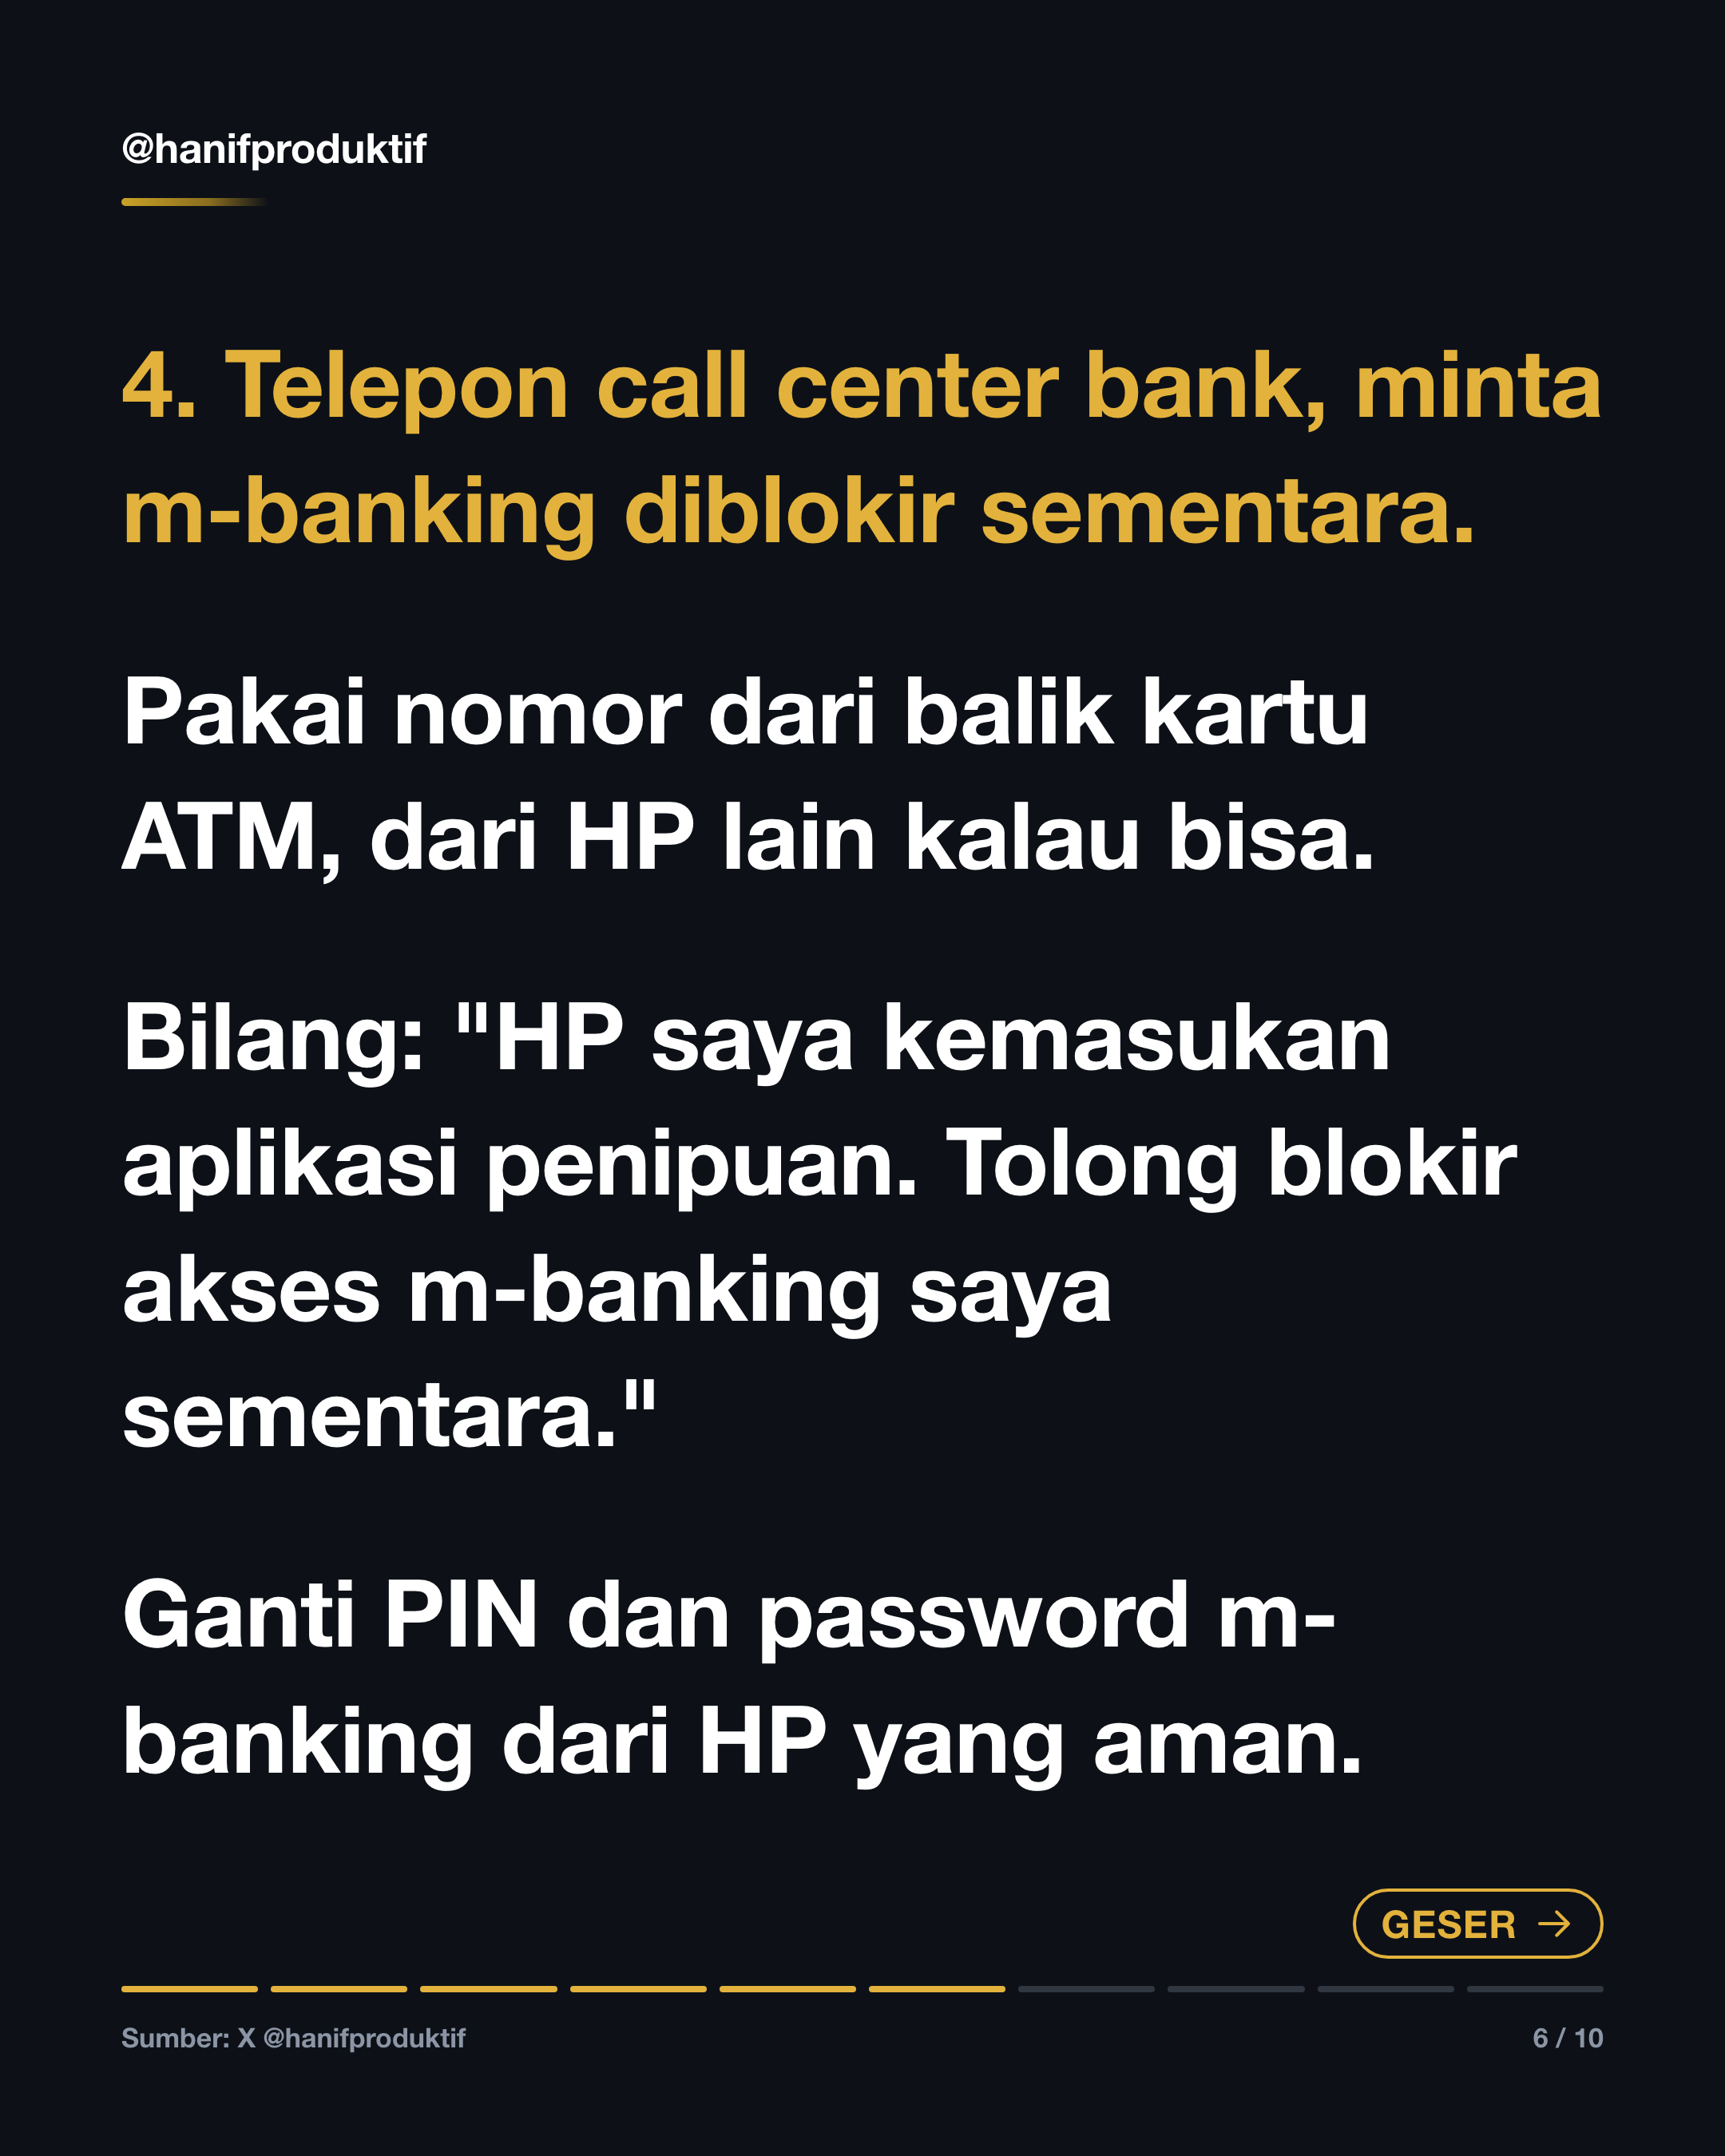 @hanifproduktif
4. Telepon call center bank, minta
m-banking diblokir sementara.
Pakai nomor dari balik kartu
ATM, dari HP lain kalau bisa.
Bilang: "HP saya kemasukan
aplikasi penipuan. Tolong blokir
akses m-banking saya
sementara."
Ganti PIN dan password m-
banking dari HP yang aman.
GESER →
Sumber: X @hanifproduktif
6 / 10